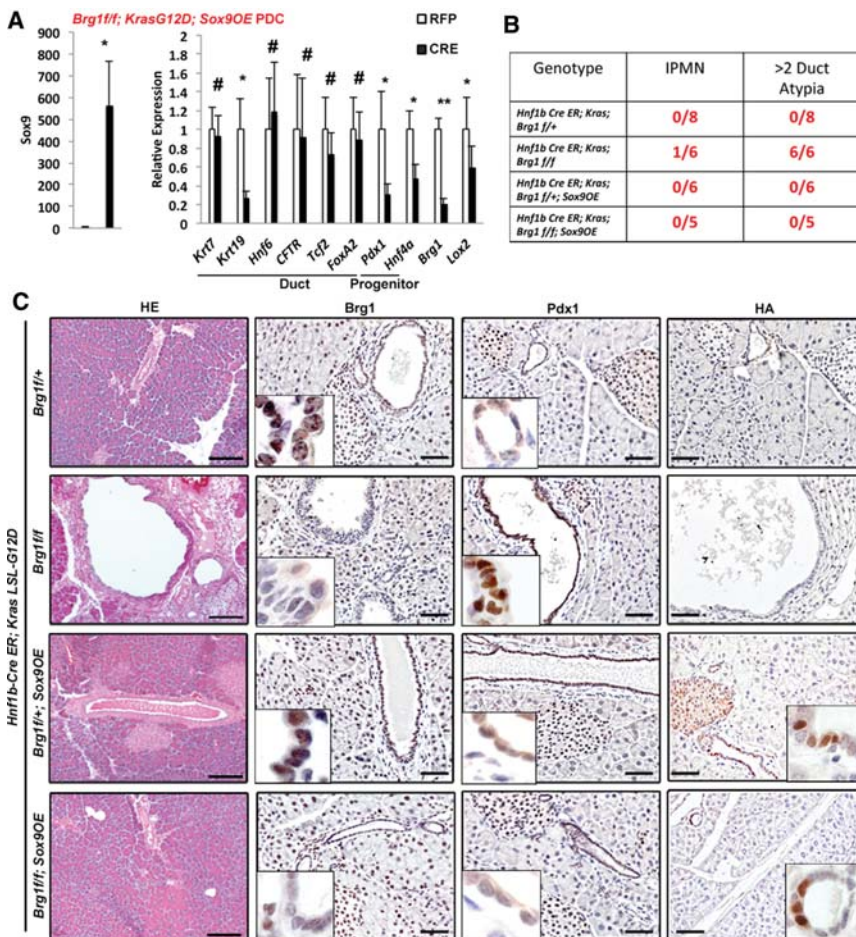 A
Brg1f/f; KrasG12D; Sox9OE PDC
Sox9
900
800
700
600
500
400
300
200
100
0
*
Relative Expression
2
1.8
1.6
1.4
1.2
1
0.8
0.6
0.4
0.2
0
# * # # # # * * ** *
RFP
CRE
Krt7 Krt19 Hnf6 CFTR Tcf2 FoxA2 Pdx1 Hnf4a Brg1 Lox2
Duct Progenitor
B
Genotype IPMN >2 Duct
Atypia
Hnf1b Cre ER; Kras;
Brg1 f/+ 0/8 0/8
Hnf1b Cre ER; Kras;
Brg1 f/f 1/6 6/6
Hnf1b Cre ER; Kras;
Brg1 f/+; Sox9OE 0/6 0/6
Hnf1b Cre ER; Kras;
Brg1 f/f; Sox9OE 0/5 0/5
C
HE Brg1 Pdx1 HA
Hnf1b-Cre ER; Kras LSL-G12D
Brg1f/+
Brg1f/f
Brg1f/+; Sox9OE
Brg1f/f; Sox9OE